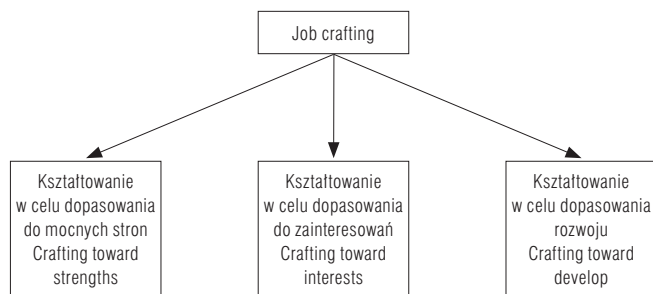 Job crafting
Kształtowanie
w celu dopasowania
do mocnych stron
Crafting toward
strengths
Kształtowanie
w celu dopasowania
do zainteresowań
Crafting toward
interests
Kształtowanie
w celu dopasowania
rozwoju
Crafting toward
develop